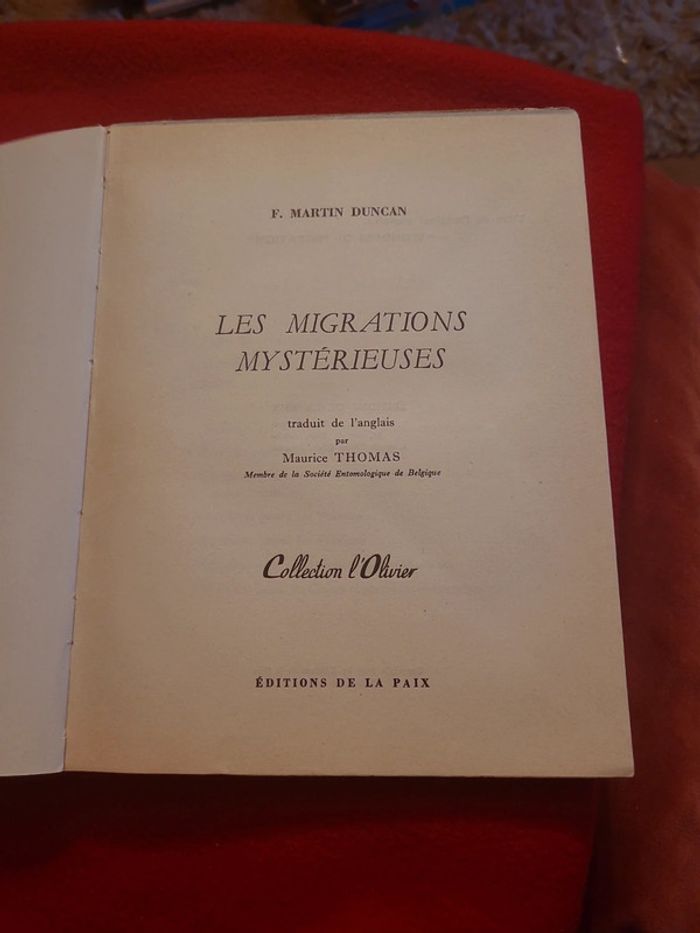 F. MARTIN DUNCAN
LES MIGRATIONS
MYSTÉRIEUSES
traduit de l'anglais
par
Maurice THOMAS
Membre de la Société Entomologique de Belgique
Collection l'Olivier
ÉDITIONS DE LA PAIX